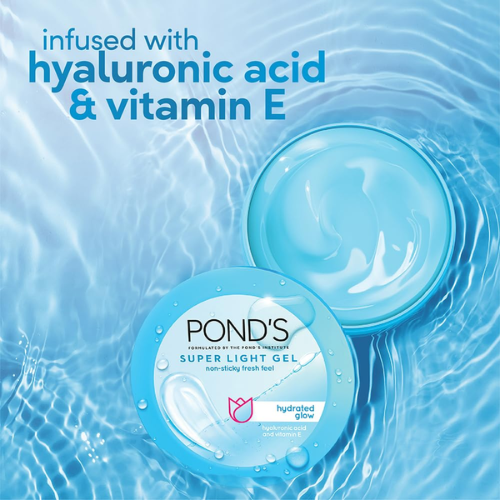 infused with
hyaluronic acid
& vitamin E
POND'S
FORMULATED BY THE POND'S INSTITUTE
SUPER LIGHT GEL
non-sticky fresh feel
hydrated
glow
hyaluronic acid
and vitamin E